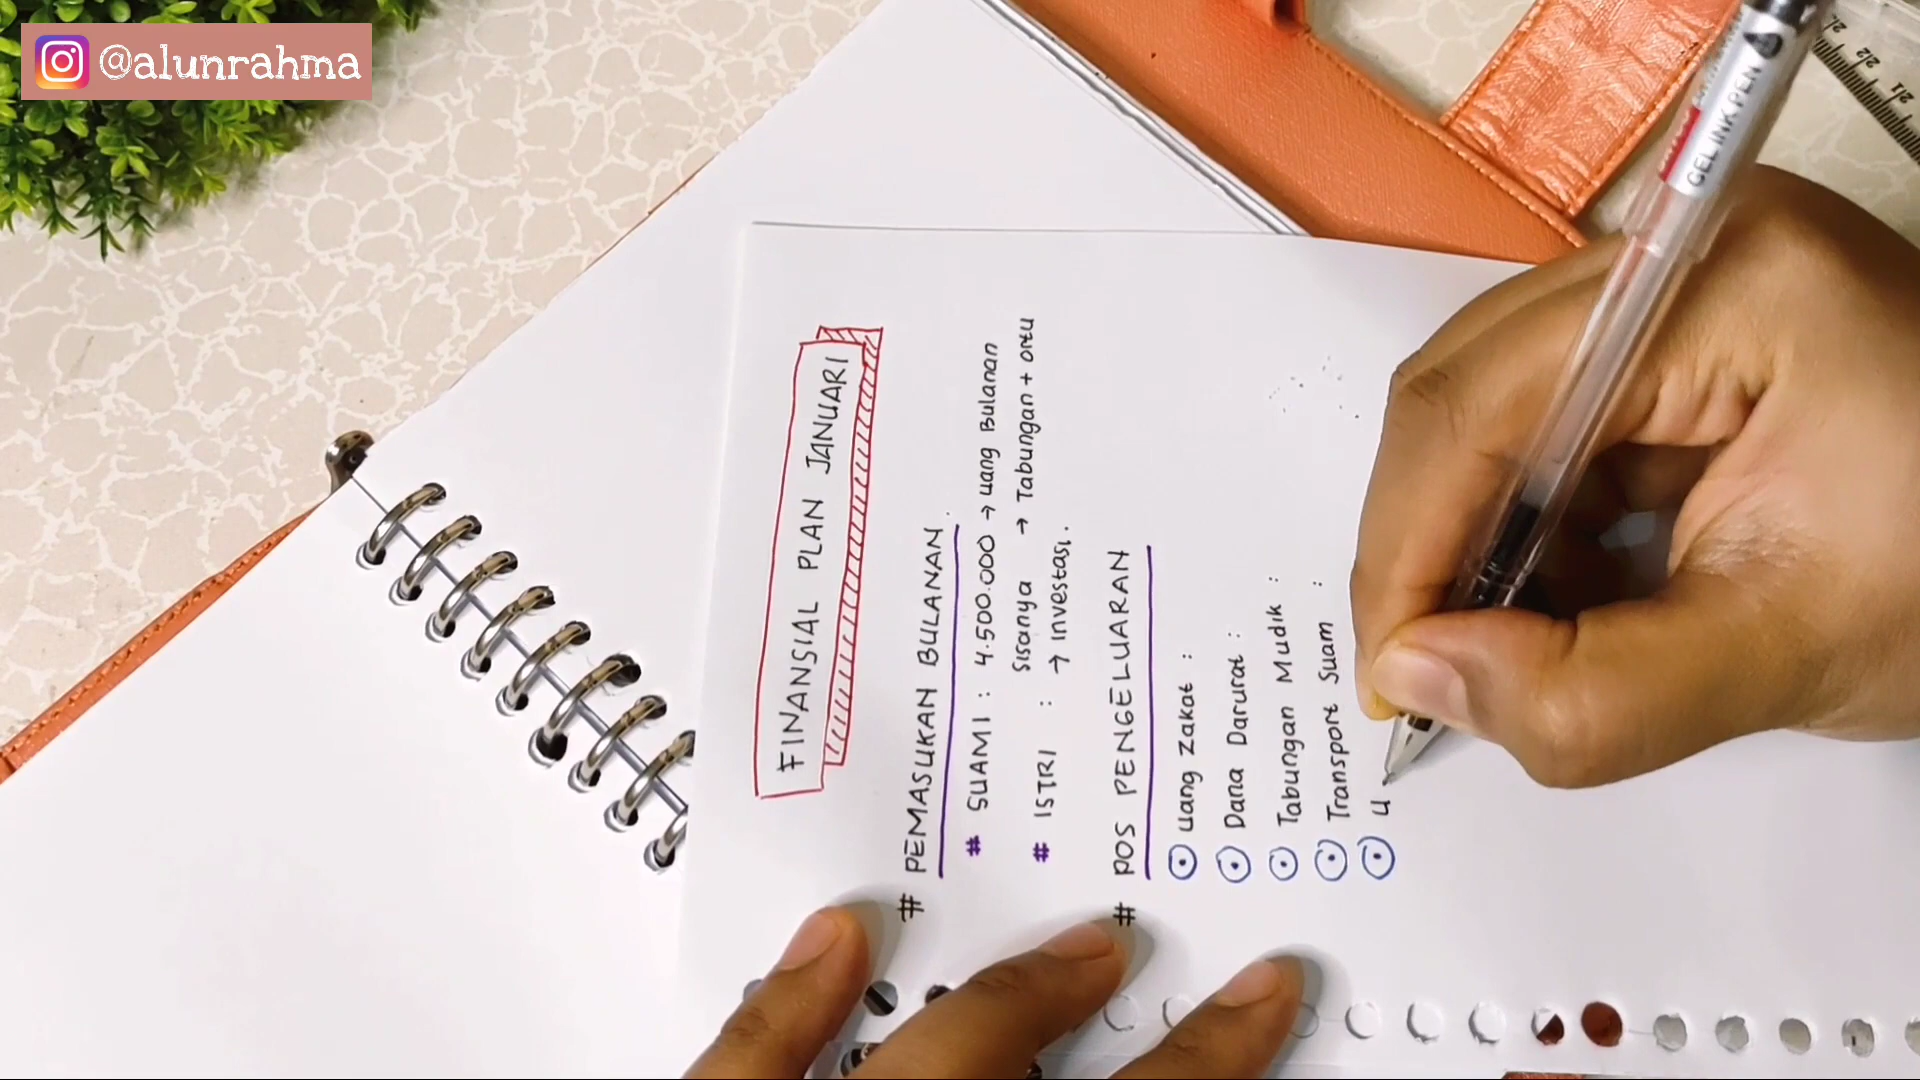 @alunrahma
FINANSIAL PLAN JANUARI
# PEMASUKAN BULANAN.
# SUAMI : 4.500.000 → uang Bulanan
Sisanya → Tabungan + ortu
# ISTRI : → Investasi.
# POS PENGELUARAN
uang zakat :
Dana Darurat :
Tabungan Mudik :
Transport Suam :
u
GEL INK PEN